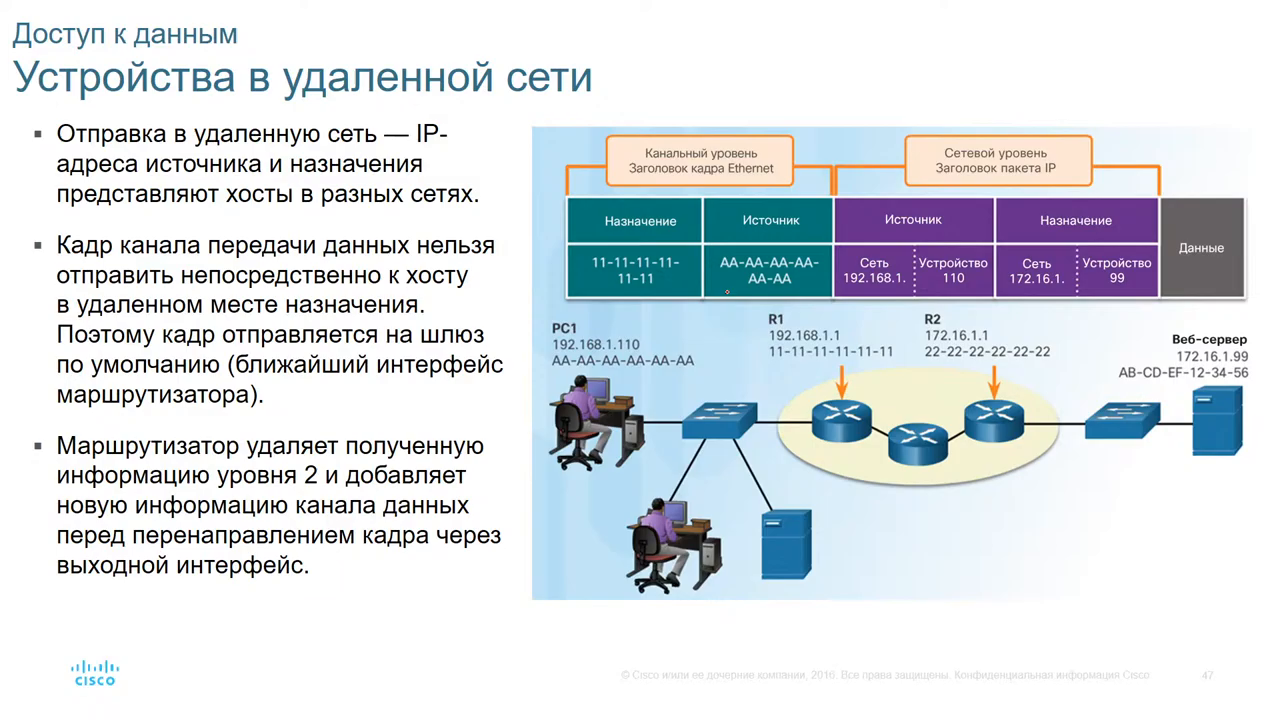 Доступ к данным
Устройства в удаленной сети
▪ Отправка в удаленную сеть — IP-
адреса источника и назначения
представляют хосты в разных сетях.
▪ Кадр канала передачи данных нельзя
отправить непосредственно к хосту
в удаленном месте назначения.
Поэтому кадр отправляется на шлюз
по умолчанию (ближайший интерфейс
маршрутизатора).
▪ Маршрутизатор удаляет полученную
информацию уровня 2 и добавляет
новую информацию канала данных
перед перенаправлением кадра через
выходной интерфейс.
Канальный уровень
Заголовок кадра Ethernet
Сетевой уровень
Заголовок пакета IP
Назначение
Источник
Источник
Назначение
Данные
11-11-11-11-
11-11
AA-AA-AA-AA-
AA-AA
Сеть
192.168.1.
Устройство
110
Сеть
172.16.1.
Устройство
99
PC1
192.168.1.110
AA-AA-AA-AA-AA-AA
R1
192.168.1.1
11-11-11-11-11-11
R2
172.16.1.1
22-22-22-22-22-22
Веб-сервер
172.16.1.99
AB-CD-EF-12-34-56
CISCO
© Cisco и/или ее дочерние компании, 2016. Все права защищены. Конфиденциальная информация Cisco
47